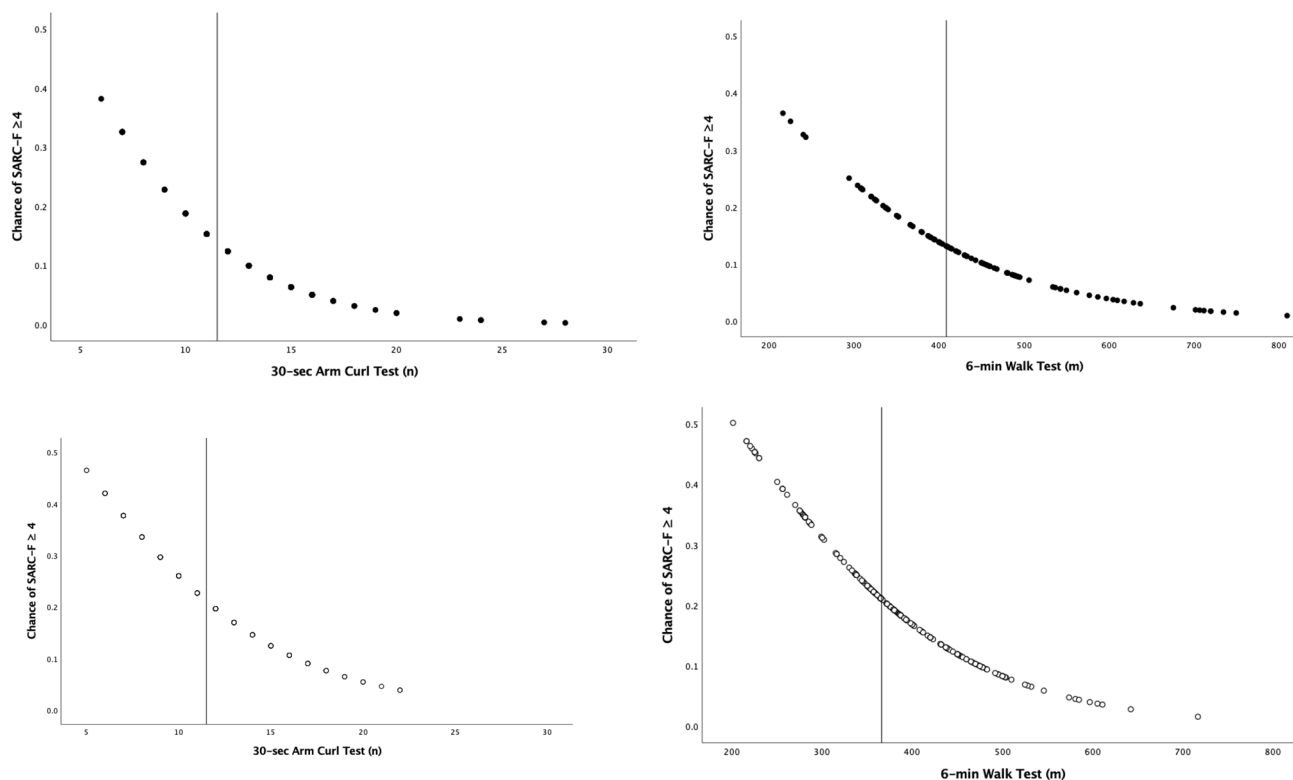 Chance of SARC-F ≥4
0.5
0.4
0.3
0.2
0.1
0.0
5 10 15 20 25 30
30-sec Arm Curl Test (n)
Chance of SARC-F ≥4
0.5
0.4
0.3
0.2
0.1
0.0
200 300 400 500 600 700 800
6-min Walk Test (m)
Chance of SARC-F ≥ 4
0.5
0.4
0.3
0.2
0.1
0.0
5 10 15 20 25 30
30-sec Arm Curl Test (n)
Chance of SARC-F ≥ 4
0.5
0.4
0.3
0.2
0.1
0.0
200 300 400 500 600 700 800
6-min Walk Test (m)